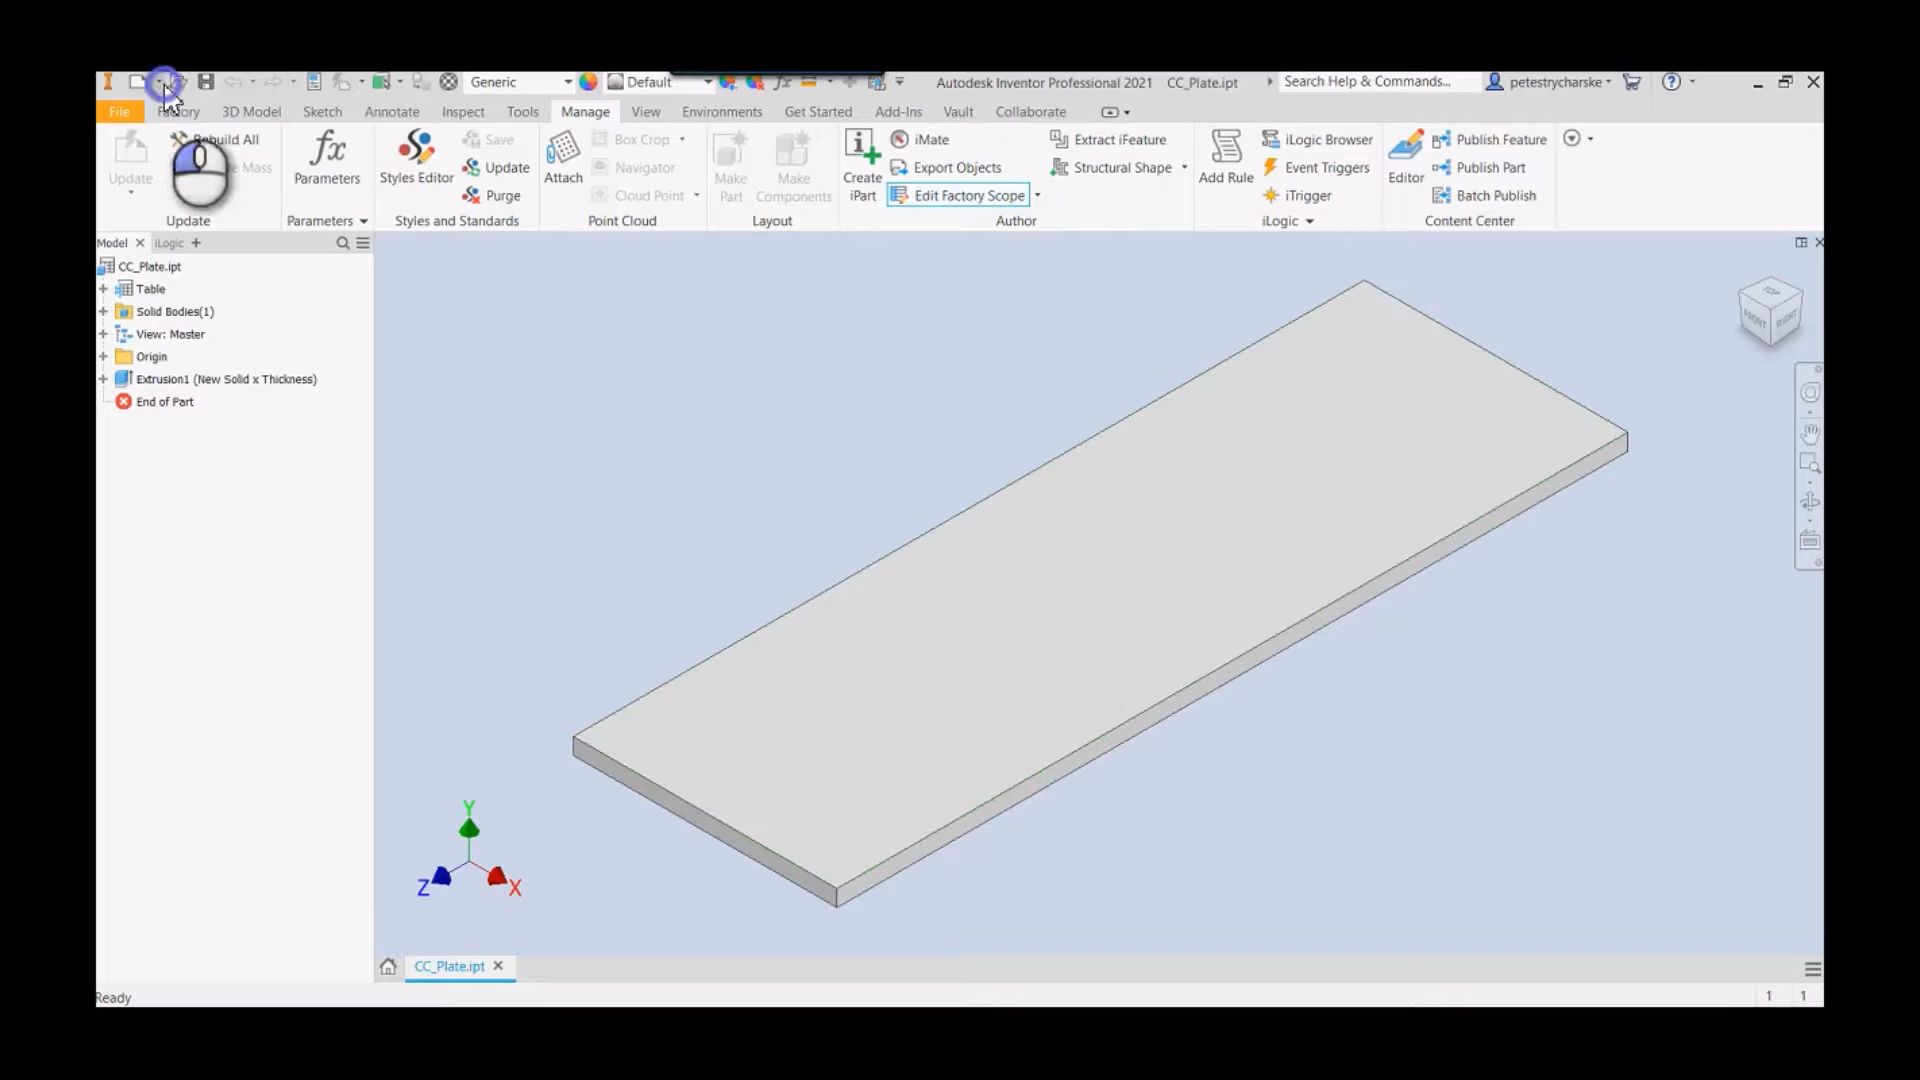 Generic Default Autodesk Inventor Professional 2021 CC_Plate.ipt Search Help & Commands... petestrycharske
File Factory 3D Model Sketch Annotate Inspect Tools Manage View Environments Get Started Add-Ins Vault Collaborate
Update Rebuild All Mass
Update
fx Parameters
Parameters
Styles Editor Save Update Purge
Styles and Standards
Attach Box Crop Navigator Cloud Point
Point Cloud
Make Part Make Components
Layout
Create iPart iMate Export Objects Edit Factory Scope Extract iFeature Structural Shape
Author
Add Rule iLogic Browser Event Triggers iTrigger
iLogic
Editor Publish Feature Publish Part Batch Publish
Content Center
Model iLogic +
CC_Plate.ipt
Table
Solid Bodies(1)
View: Master
Origin
Extrusion1 (New Solid x Thickness)
End of Part
TOP
FRONT RIGHT
Y
Z X
CC_Plate.ipt
Ready 1 1